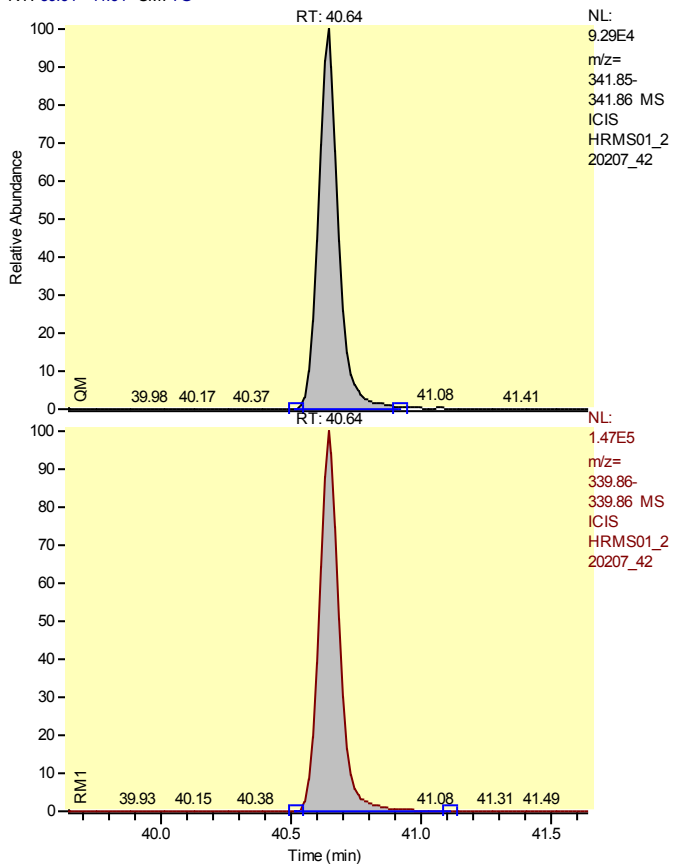 RT: 40.64
NL:
9.29E4
m/z=
341.85-
341.86 MS
ICIS
HRMS01_2
20207_42
100
90
80
70
60
50
40
30
20
10
0
Relative Abundance
QM
39.98 40.17 40.37 41.08 41.41
RT: 40.64
NL:
1.47E5
m/z=
339.86-
339.86 MS
ICIS
HRMS01_2
20207_42
100
90
80
70
60
50
40
30
20
10
0
RM1
39.93 40.15 40.38 41.08 41.31 41.49
40.0 40.5 41.0 41.5
Time (min)